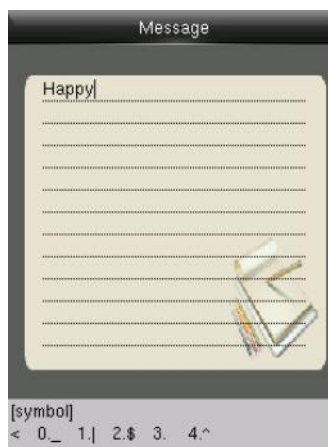 Message
Happy
[symbol]
< 0._ 1.| 2.$ 3. 4.^